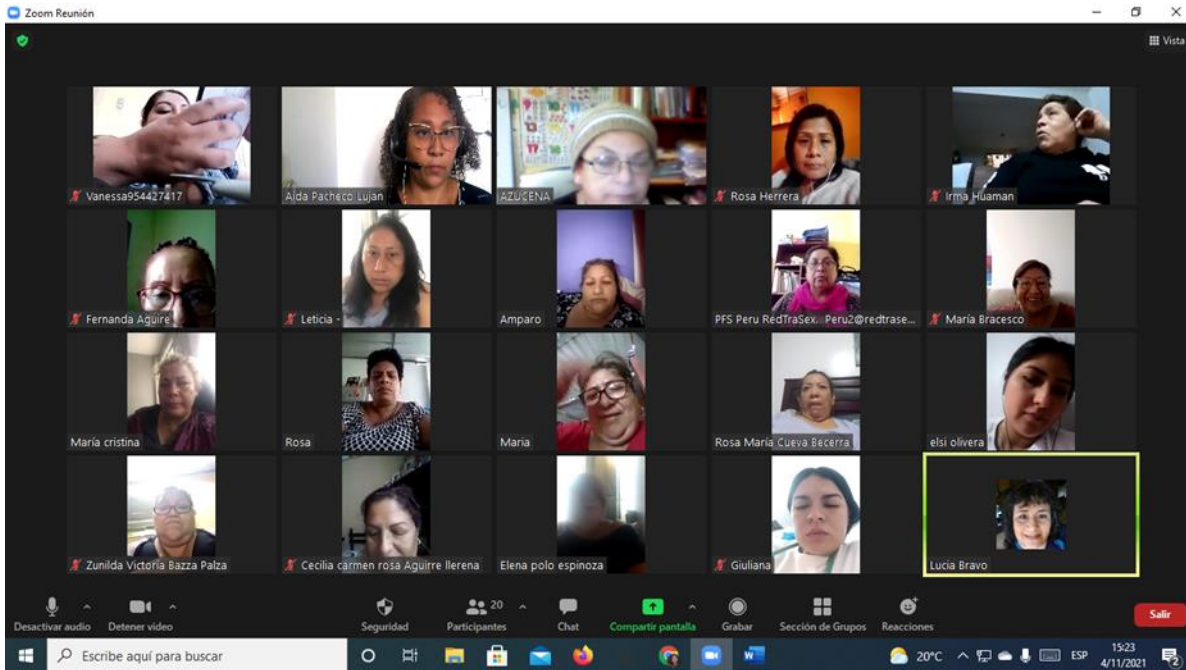 Zoom Reunión
Vista
Vanessa954427417
Aida Pacheco Lujan
AZUCENA
Rosa Herrera
Irma Huaman
Fernanda Aguire
Leticia -
Amparo
PFS Peru RedTraSex. Peru2@redtrase...
María Bracesco
María cristina
Rosa
Maria
Rosa María Cueva Becerra
elsi olivera
Zunilda Victoria Bazza Palza
Cecilia carmen rosa Aguirre llerena
Elena polo espinoza
Giuliana
Lucia Bravo
Desactivar audio
Detener video
Seguridad
20
Participantes
Chat
Compartir pantalla
Grabar
Sección de Grupos
Reacciones
Salir
Escribe aquí para buscar
20°C
ESP
15:23
4/11/2021
2